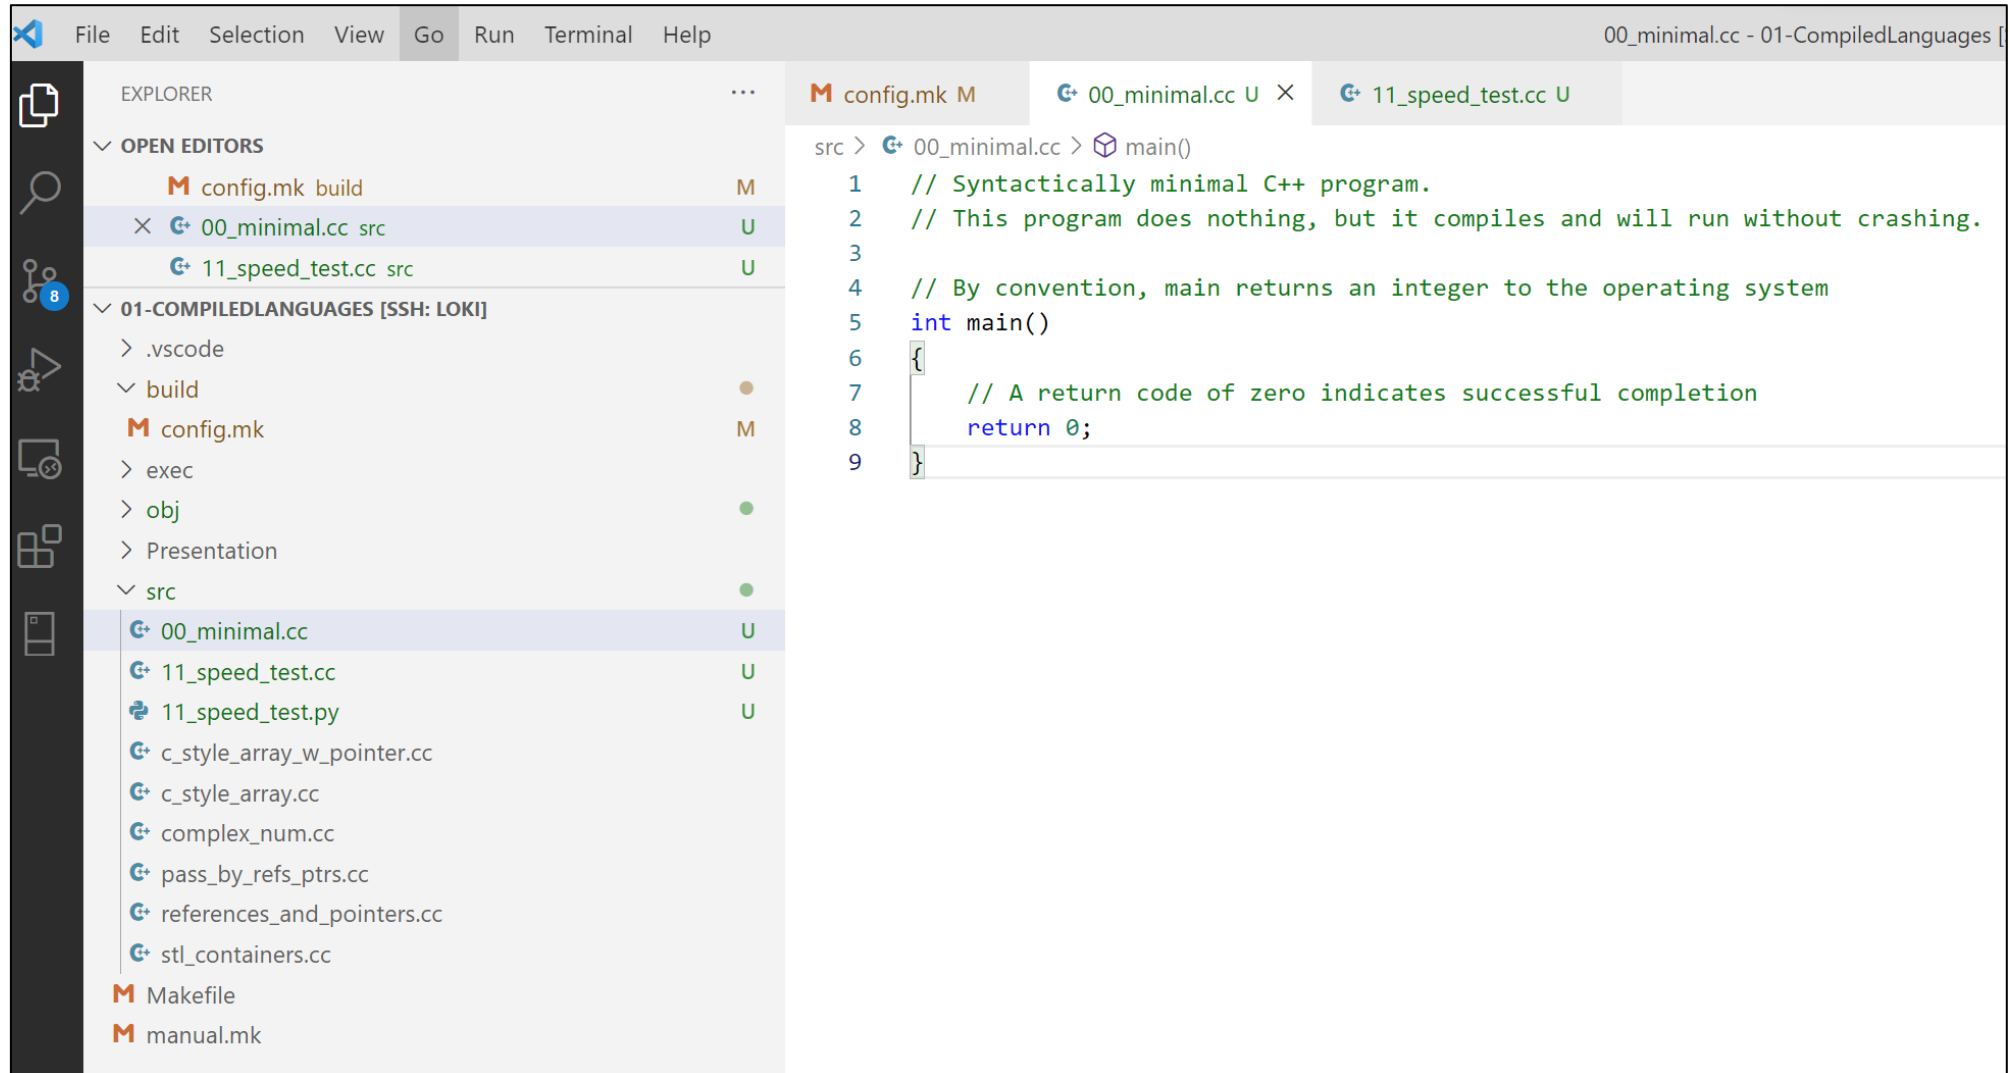 File Edit Selection View Go Run Terminal Help 00_minimal.cc - 01-CompiledLanguages [
EXPLORER ···
OPEN EDITORS
config.mk build M
00_minimal.cc src U
11_speed_test.cc src U
01-COMPILEDLANGUAGES [SSH: LOKI]
.vscode
build
config.mk M
exec
obj
Presentation
src
00_minimal.cc U
11_speed_test.cc U
11_speed_test.py U
c_style_array_w_pointer.cc
c_style_array.cc
complex_num.cc
pass_by_refs_ptrs.cc
references_and_pointers.cc
stl_containers.cc
Makefile
manual.mk
8
config.mk M 00_minimal.cc U 11_speed_test.cc U
src > 00_minimal.cc > main()
1 // Syntactically minimal C++ program.
2 // This program does nothing, but it compiles and will run without crashing.
3
4 // By convention, main returns an integer to the operating system
5 int main()
6 {
7 // A return code of zero indicates successful completion
8 return 0;
9 }